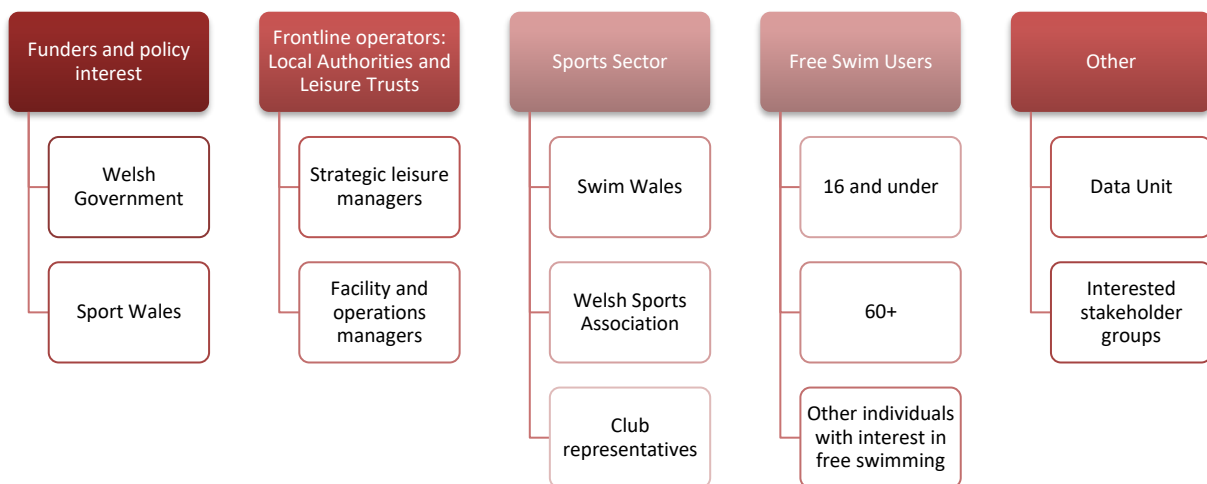 Funders and policy
interest
Welsh
Government
Sport Wales
Frontline operators:
Local Authorities and
Leisure Trusts
Strategic leisure
managers
Facility and
operations
managers
Sports Sector
Swim Wales
Welsh Sports
Association
Club
representatives
Free Swim Users
16 and under
60+
Other individuals
with interest in
free swimming
Other
Data Unit
Interested
stakeholder
groups